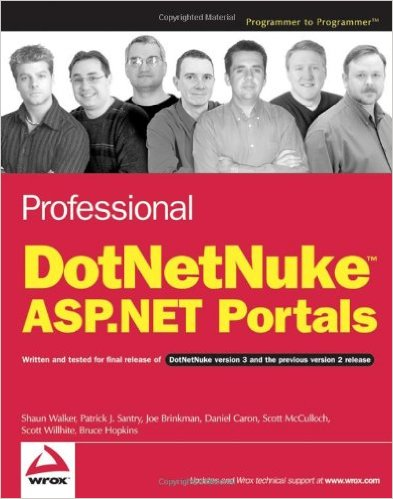 Copyrighted Material
Programmer to Programmer™
Professional
DotNetNuke™
ASP.NET Portals
Written and tested for final release of DotNetNuke version 3 and the previous version 2 release
Shaun Walker, Patrick J. Santry, Joe Brinkman, Daniel Caron, Scott McCulloch,
Scott Willhite, Bruce Hopkins
wrox
Updates and Wrox technical support at www.wrox.com
Copyrighted Material